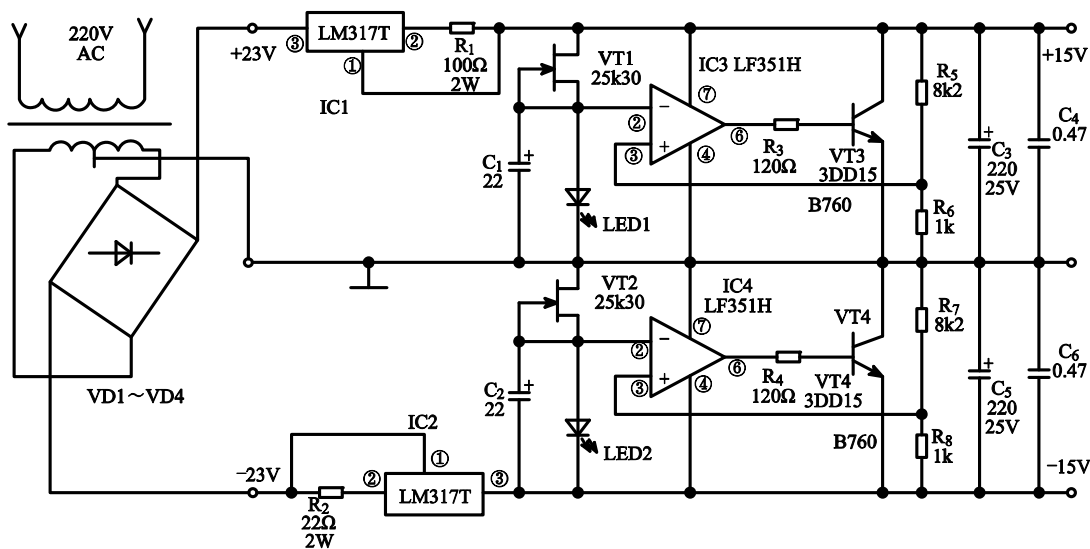 220V
AC
+23V
③
LM317T
②
①
IC1
R₁
100Ω
2W
VT1
25k30
IC3 LF351H
⑦
②
−
③
+
④
⑥
R₃
120Ω
VT3
3DD15
B760
R₅
8k2
R₆
1k
C₁
22
+
LED1
+
C₃
220
25V
C₄
0.47
+15V
VT2
25k30
IC4
LF351H
⑦
②
−
③
+
④
⑥
R₄
120Ω
VT4
VT4
3DD15
B760
R₇
8k2
R₈
1k
C₂
22
+
LED2
+
C₅
220
25V
C₆
0.47
−15V
VD1～VD4
−23V
IC2
①
②
LM317T
③
R₂
22Ω
2W